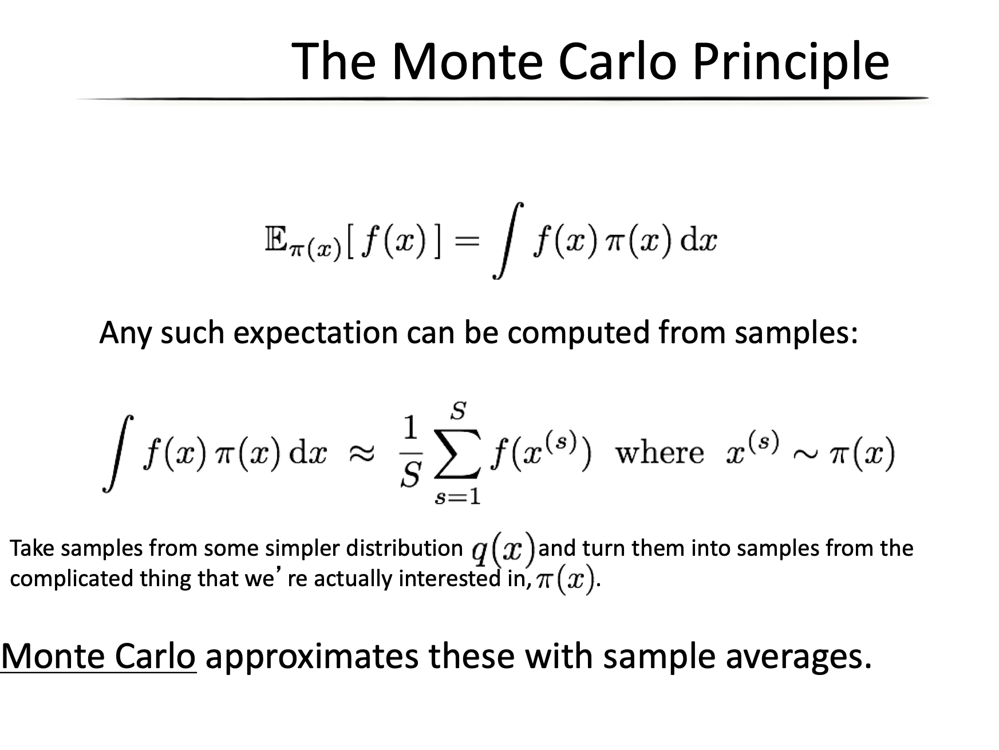 The Monte Carlo Principle
𝔼π(x)[ f(x) ] = ∫ f(x) π(x) dx
Any such expectation can be computed from samples:
∫ f(x) π(x) dx ≈ 1/S ∑_{s=1}^{S} f(x^(s)) where x^(s) ∼ π(x)
Take samples from some simpler distribution q(x) and turn them into samples from the
complicated thing that we’ re actually interested in, π(x).
Monte Carlo approximates these with sample averages.